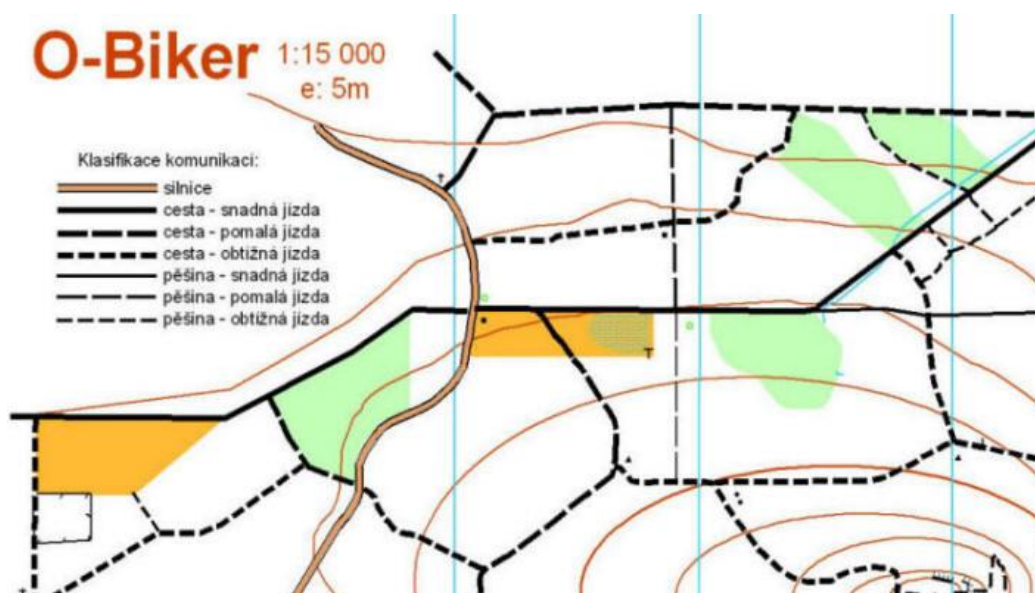 O-Biker
1:15 000
e: 5m
Klasifikace komunikací:
silnice
cesta - snadná jízda
cesta - pomalá jízda
cesta - obtížná jízda
pěšina - snadná jízda
pěšina - pomalá jízda
pěšina - obtížná jízda